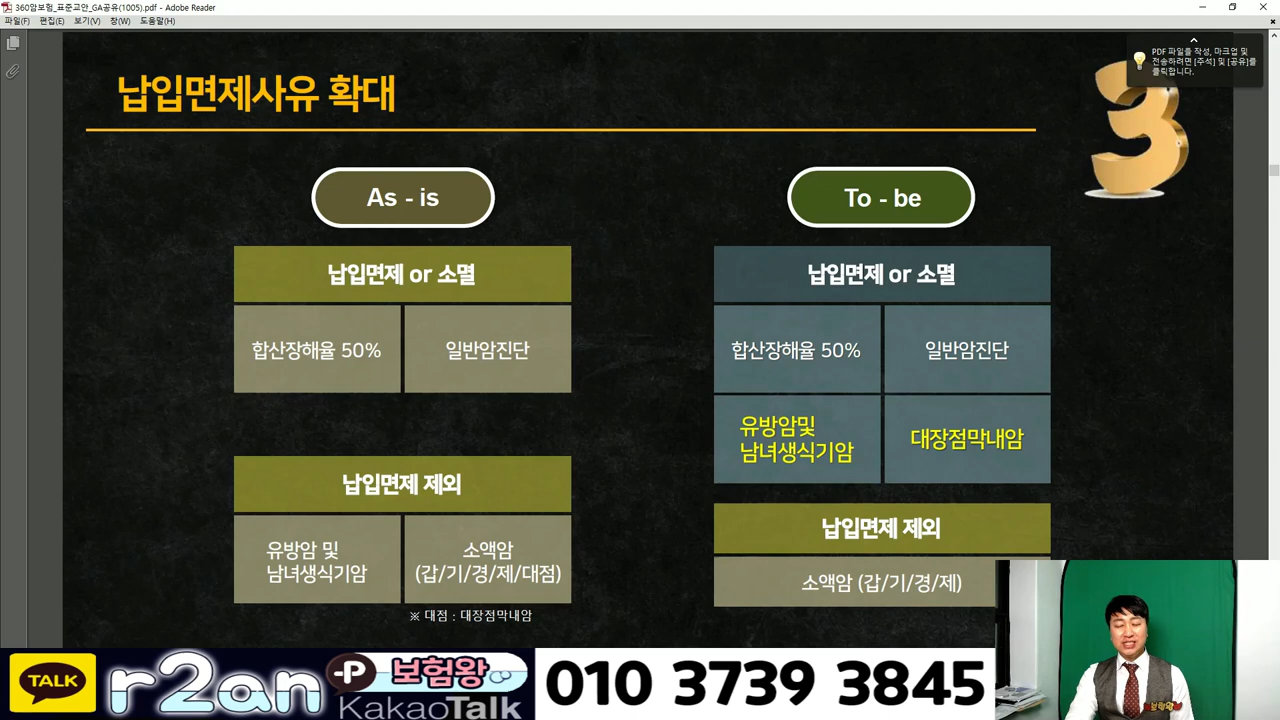 360암보험_표준교안_GA공유(1005).pdf - Adobe Reader
파일(F) 편집(E) 보기(V) 창(W) 도움말(H)
PDF 파일을 작성, 마크업 및
전송하려면 [주석] 및 [공유]를
클릭합니다.
납입면제사유 확대
3
As - is
납입면제 or 소멸
합산장해율 50%
일반암진단
납입면제 제외
유방암 및
남녀생식기암
소액암
(갑/기/경/제/대점)
※ 대점 : 대장점막내암
To - be
납입면제 or 소멸
합산장해율 50%
일반암진단
유방암및
남녀생식기암
대장점막내암
납입면제 제외
소액암 (갑/기/경/제)
TALK
r2an
P 보험왕
KakaoTalk
010 3739 3845
보험왕